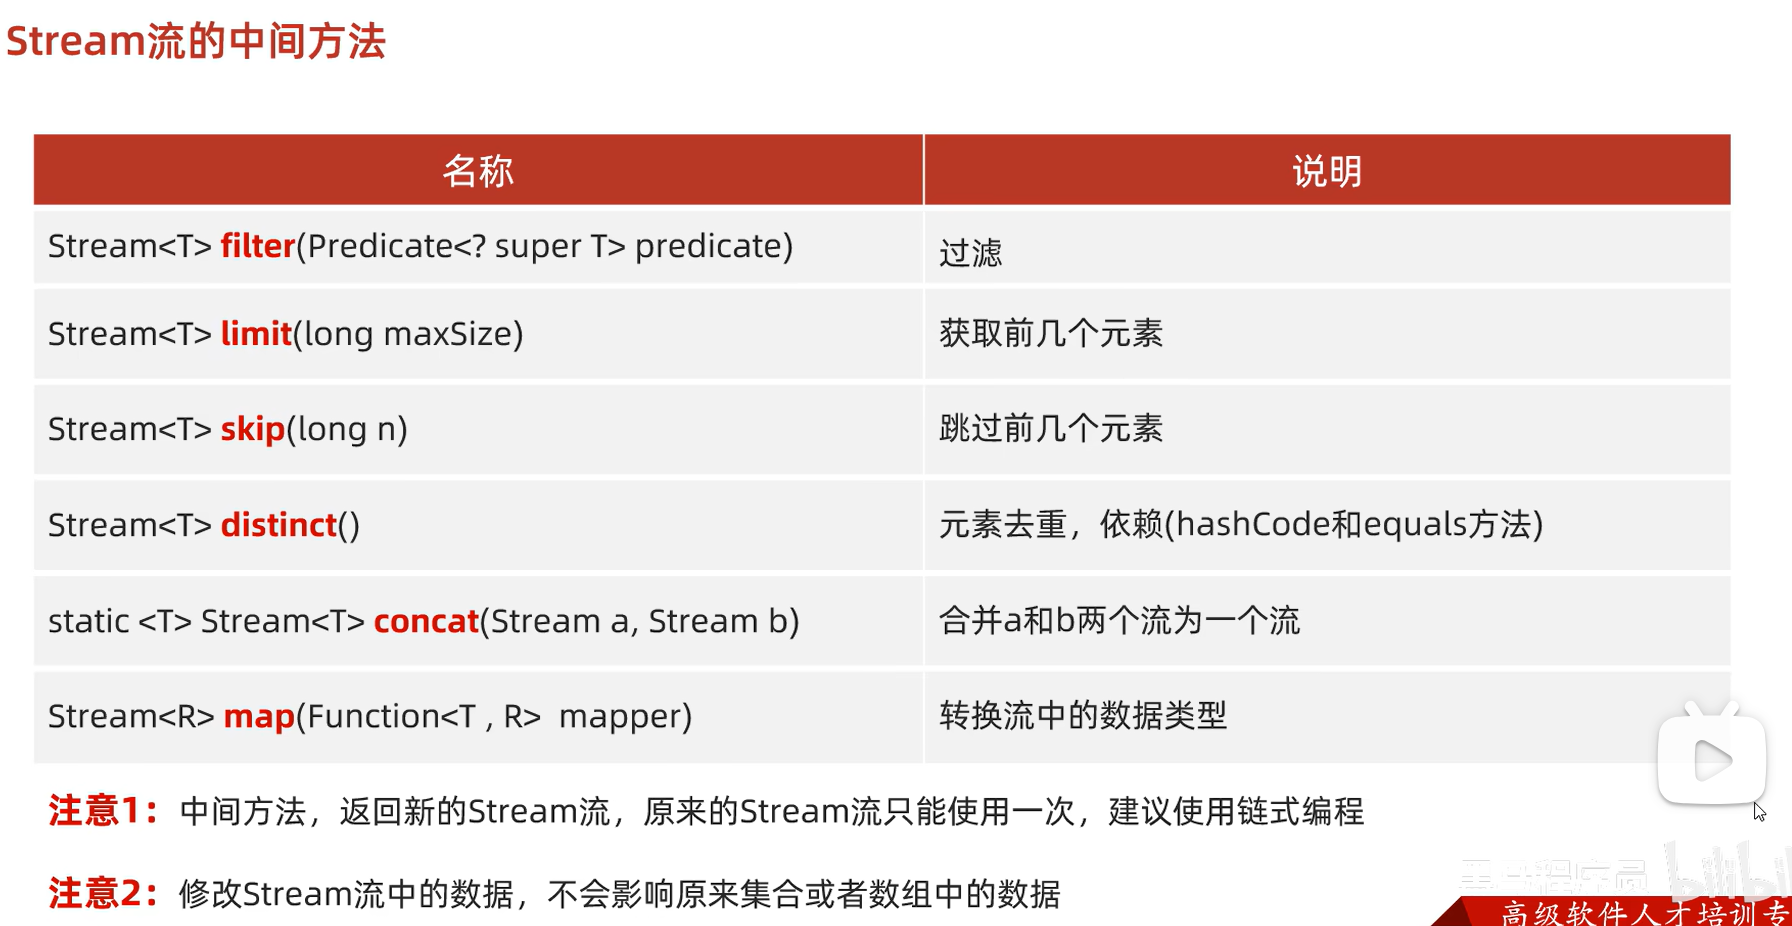 Stream流的中间方法
名称 说明
Stream<T> filter(Predicate<? super T> predicate) 过滤
Stream<T> limit(long maxSize) 获取前几个元素
Stream<T> skip(long n) 跳过前几个元素
Stream<T> distinct() 元素去重，依赖(hashCode和equals方法)
static <T> Stream<T> concat(Stream a, Stream b) 合并a和b两个流为一个流
Stream<R> map(Function<T , R> mapper) 转换流中的数据类型
注意1：中间方法，返回新的Stream流，原来的Stream流只能使用一次，建议使用链式编程
注意2：修改Stream流中的数据，不会影响原来集合或者数组中的数据
程序员 bilibili
高级软件人才培训专